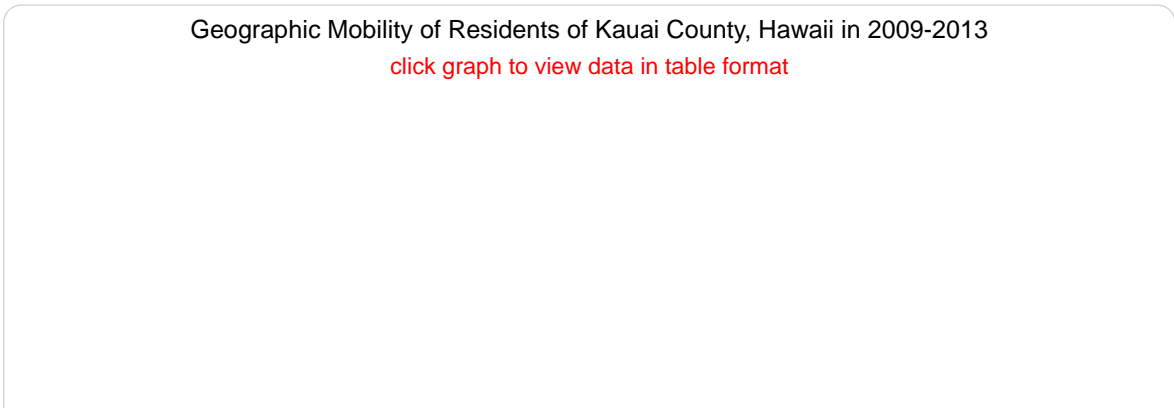 Geographic Mobility of Residents of Kauai County, Hawaii in 2009-2013
click graph to view data in table format